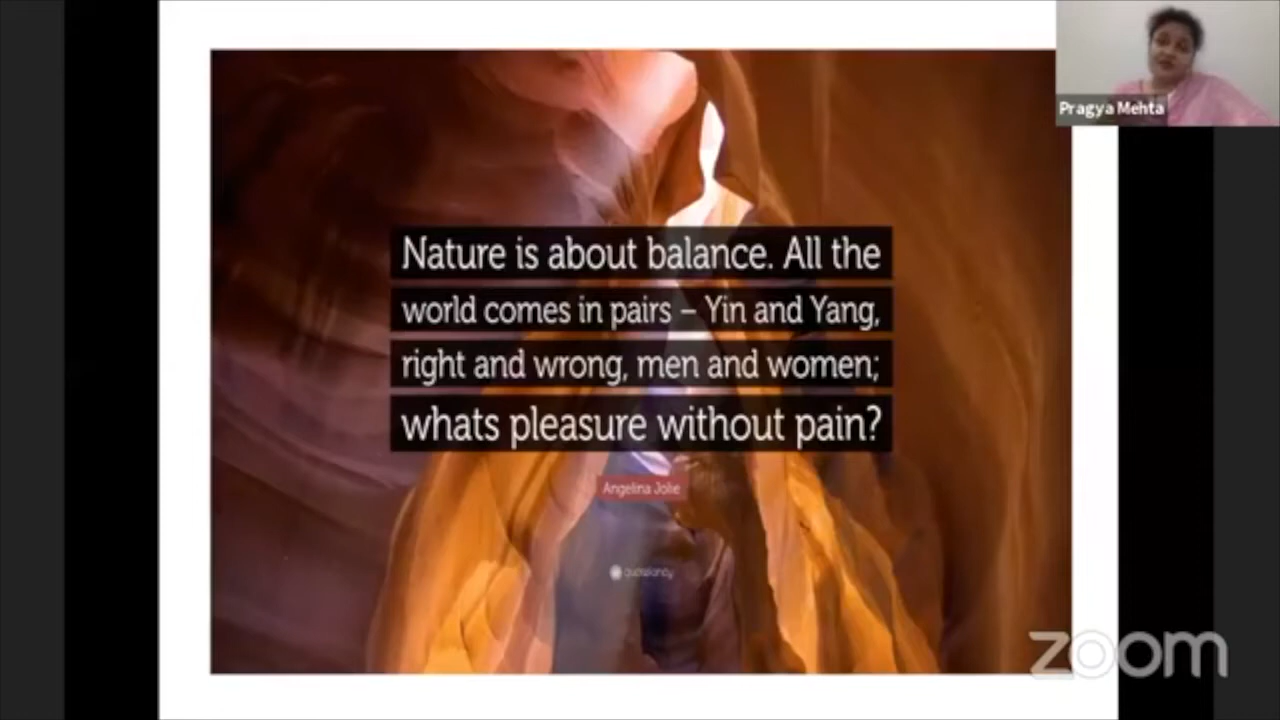 Pragya Mehta
Nature is about balance. All the
world comes in pairs – Yin and Yang,
right and wrong, men and women;
whats pleasure without pain?
Angelina Jolie
quotefancy
zoom